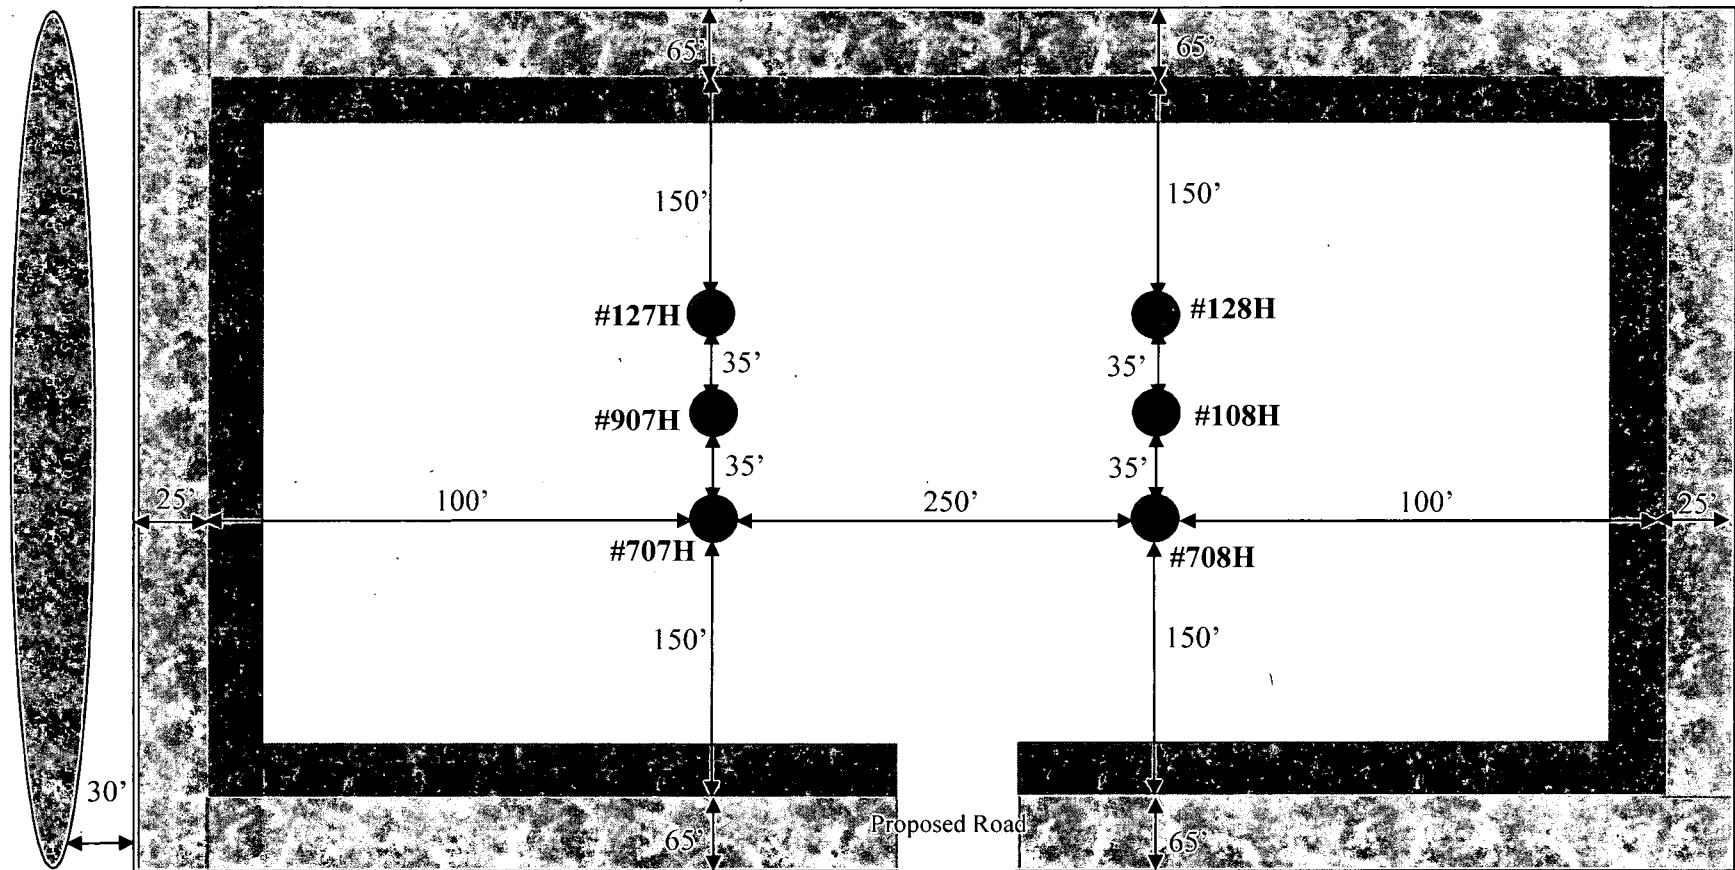 65’ 65’
150’ 150’
#127H #128H
35’ 35’
#907H #108H
35’ 35’
25’ 100’ 250’ 100’ 25’
#707H #708H
150’ 150’
30’
Proposed Road
65’ 65’